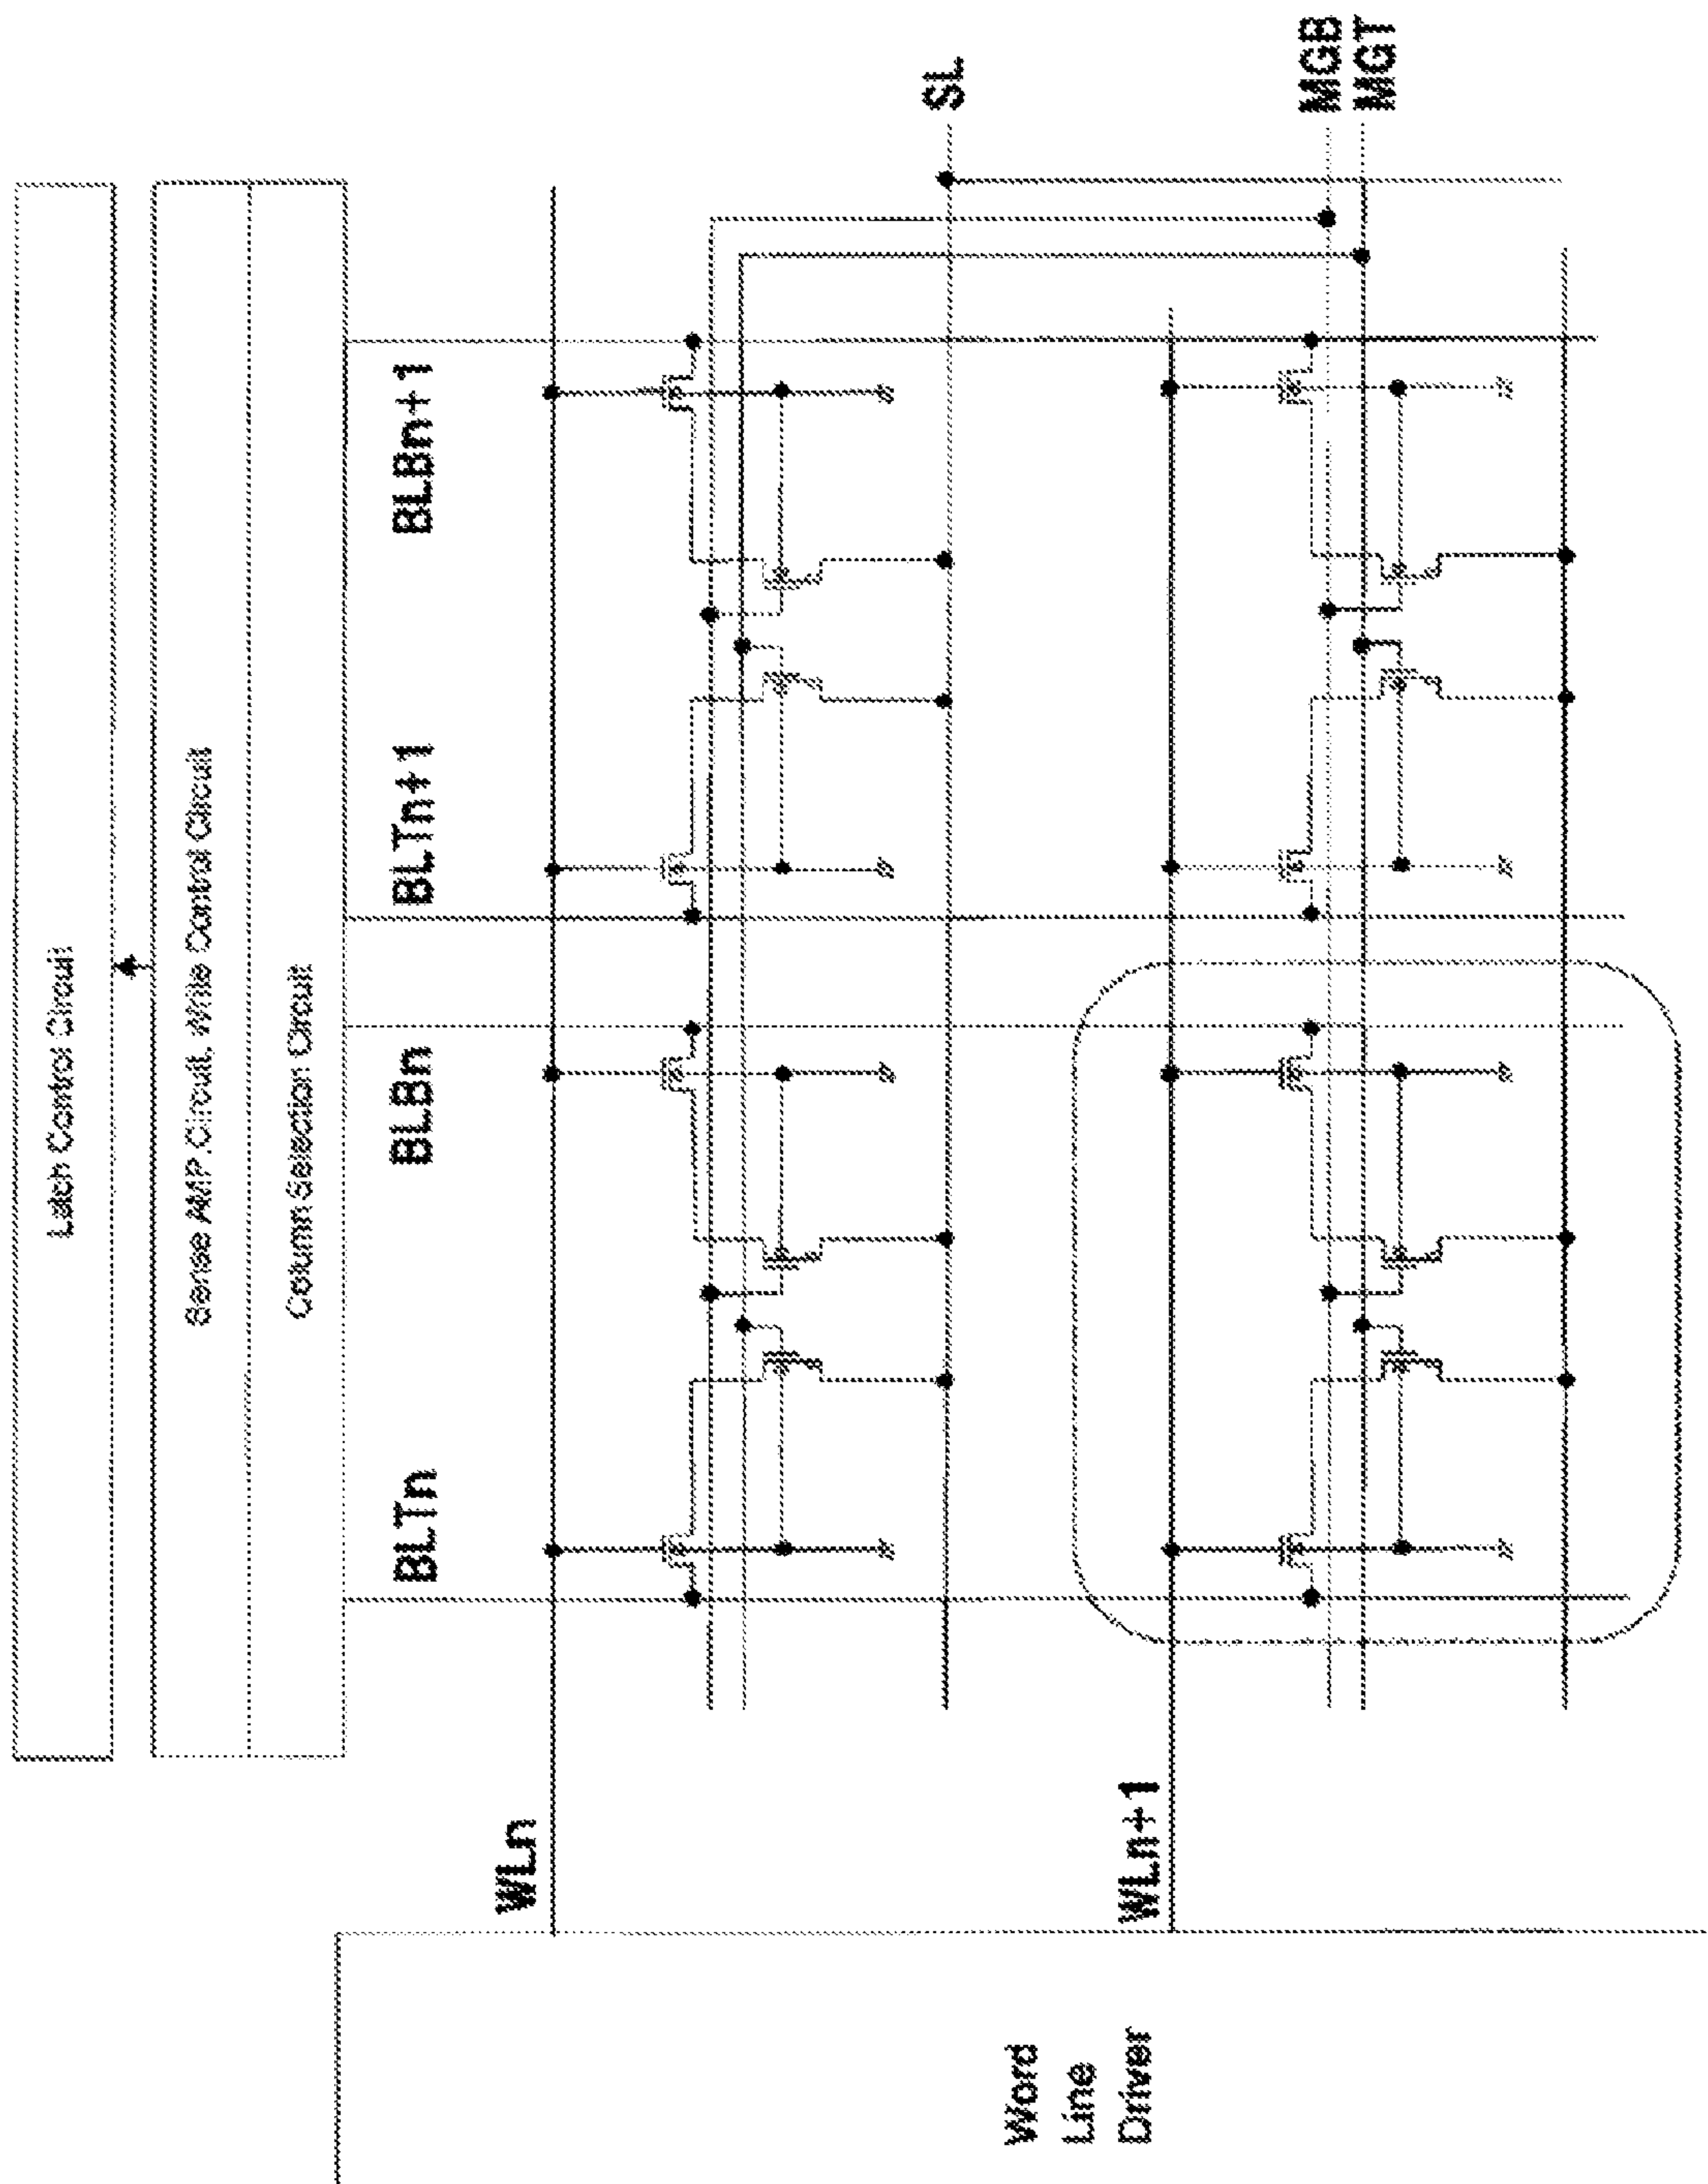 Latch Control Circuit
Sense AMP.Circuit, Write Control Circuit
Column Selection Circuit
BLTn
BLBn
BLTn+1
BLBn+1
WLn
SL
WLn+1
MGB
MGT
Word
Line
Driver